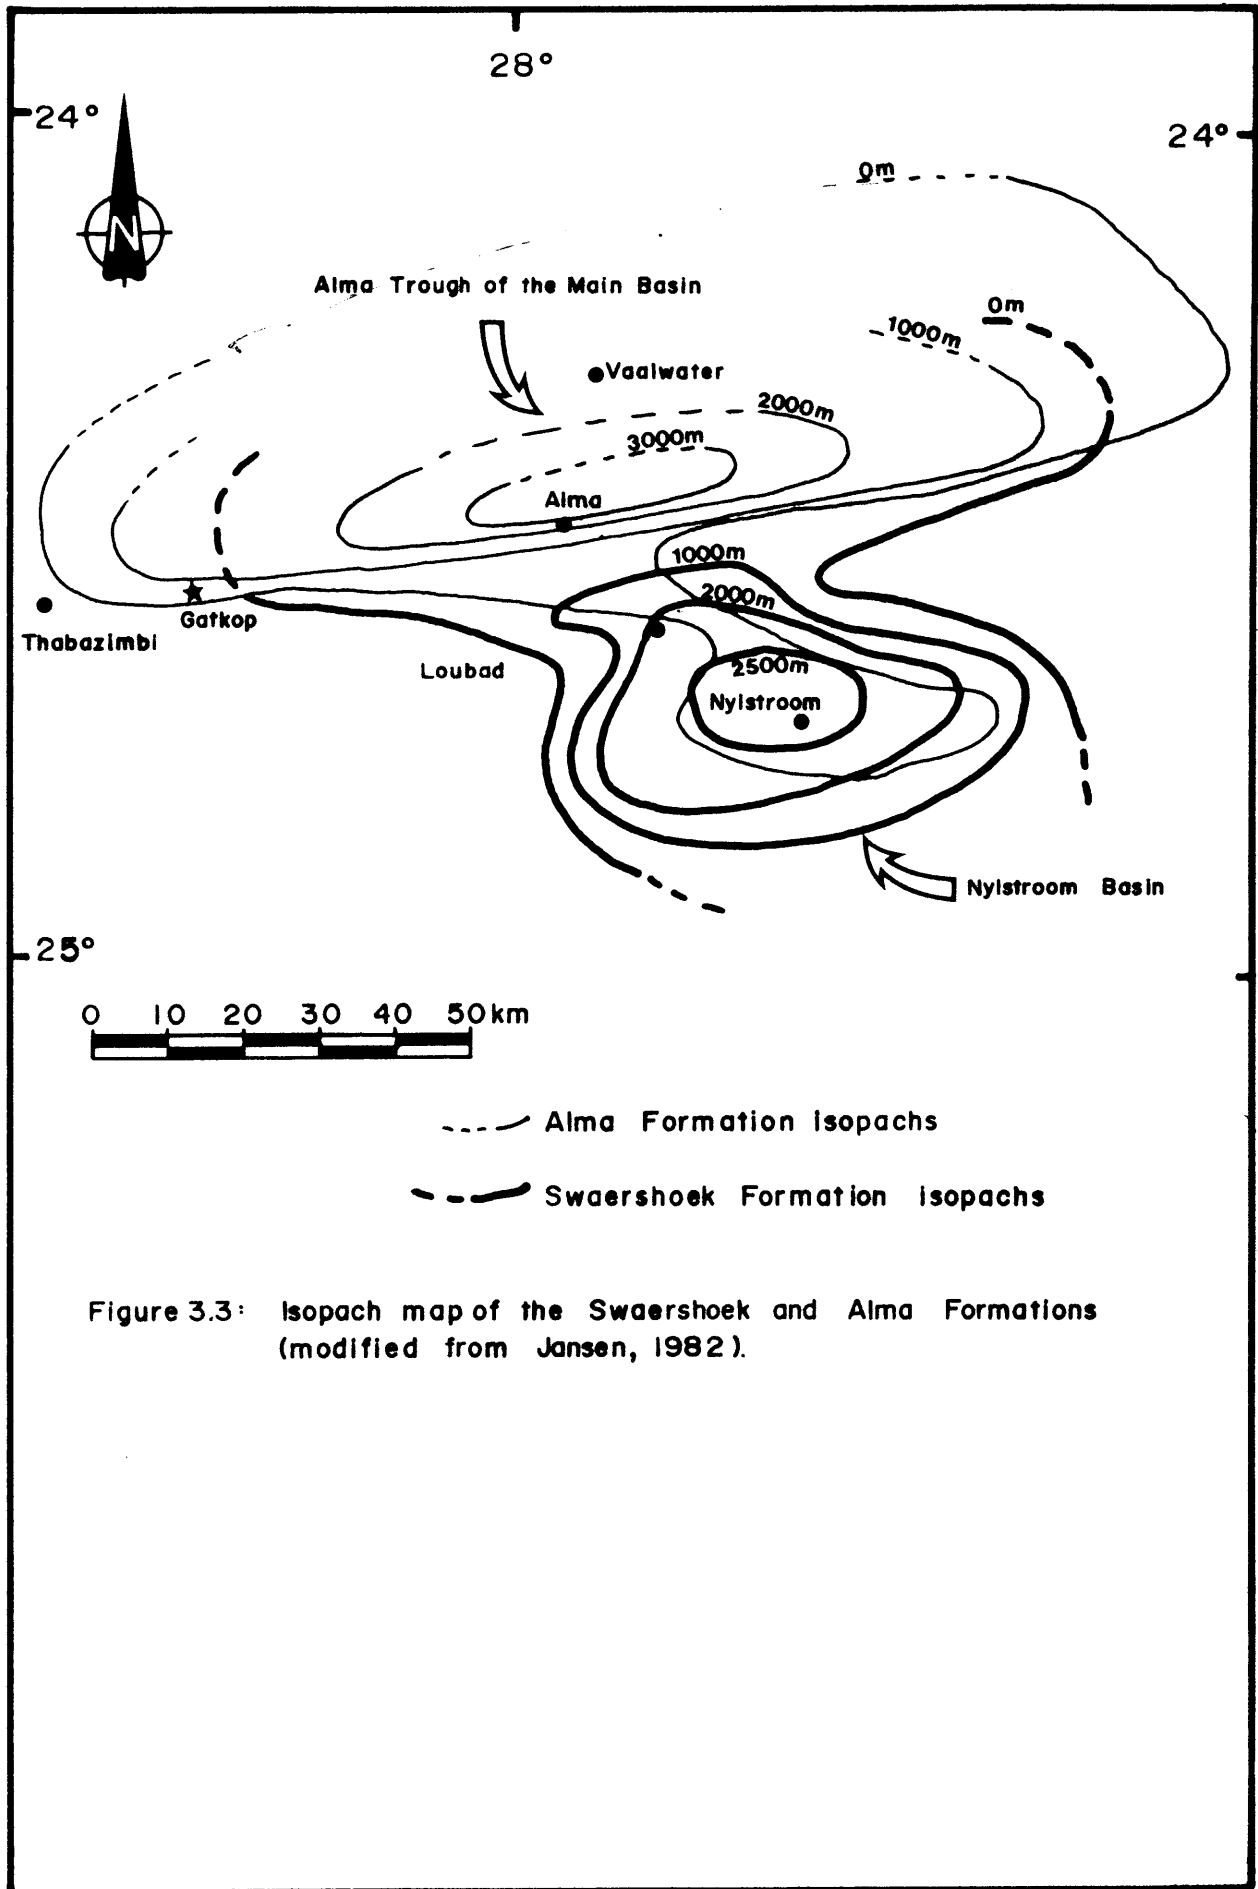 28°
24°
24°
N
0m
Alma Trough of the Main Basin
0m
1000m
Vaalwater
2000m
3000m
Alma
1000m
2000m
Gatkop
Thabazimbi
Loubad
2500m
Nylstroom
Nylstroom Basin
25°
0 10 20 30 40 50km
Alma Formation Isopachs
Swaershoek Formation isopachs
Figure 3.3: Isopach map of the Swaershoek and Alma Formations
(modified from Jansen, 1982).